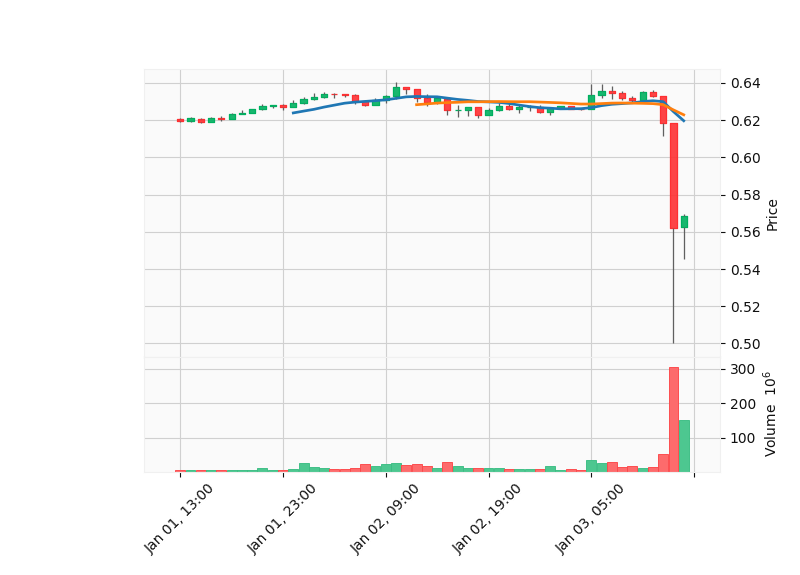 0.64
0.62
0.60
0.58
0.56
0.54
0.52
0.50
Price
300
200
100
Volume 10⁶
Jan 01, 13:00
Jan 01, 23:00
Jan 02, 09:00
Jan 02, 19:00
Jan 03, 05:00